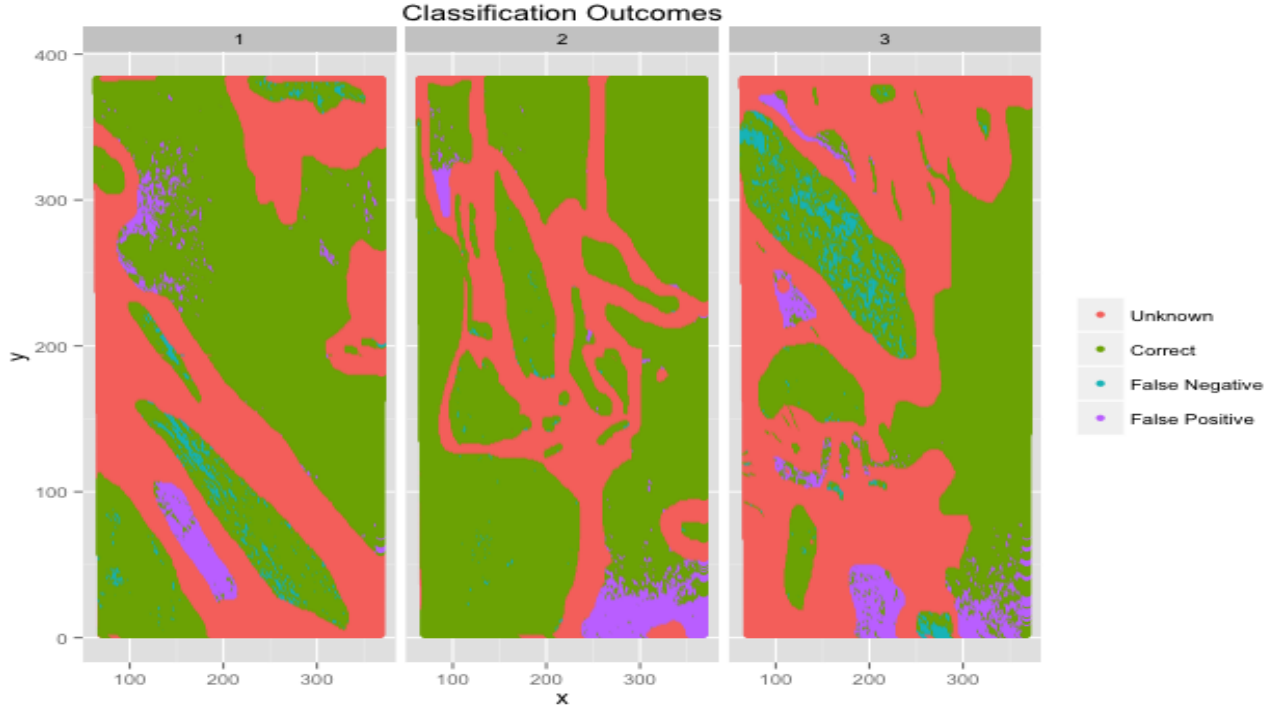 Classification Outcomes
1 2 3
400
300
200
100
0
y
100 200 300 100 200 300 100 200 300
x
Unknown
Correct
False Negative
False Positive